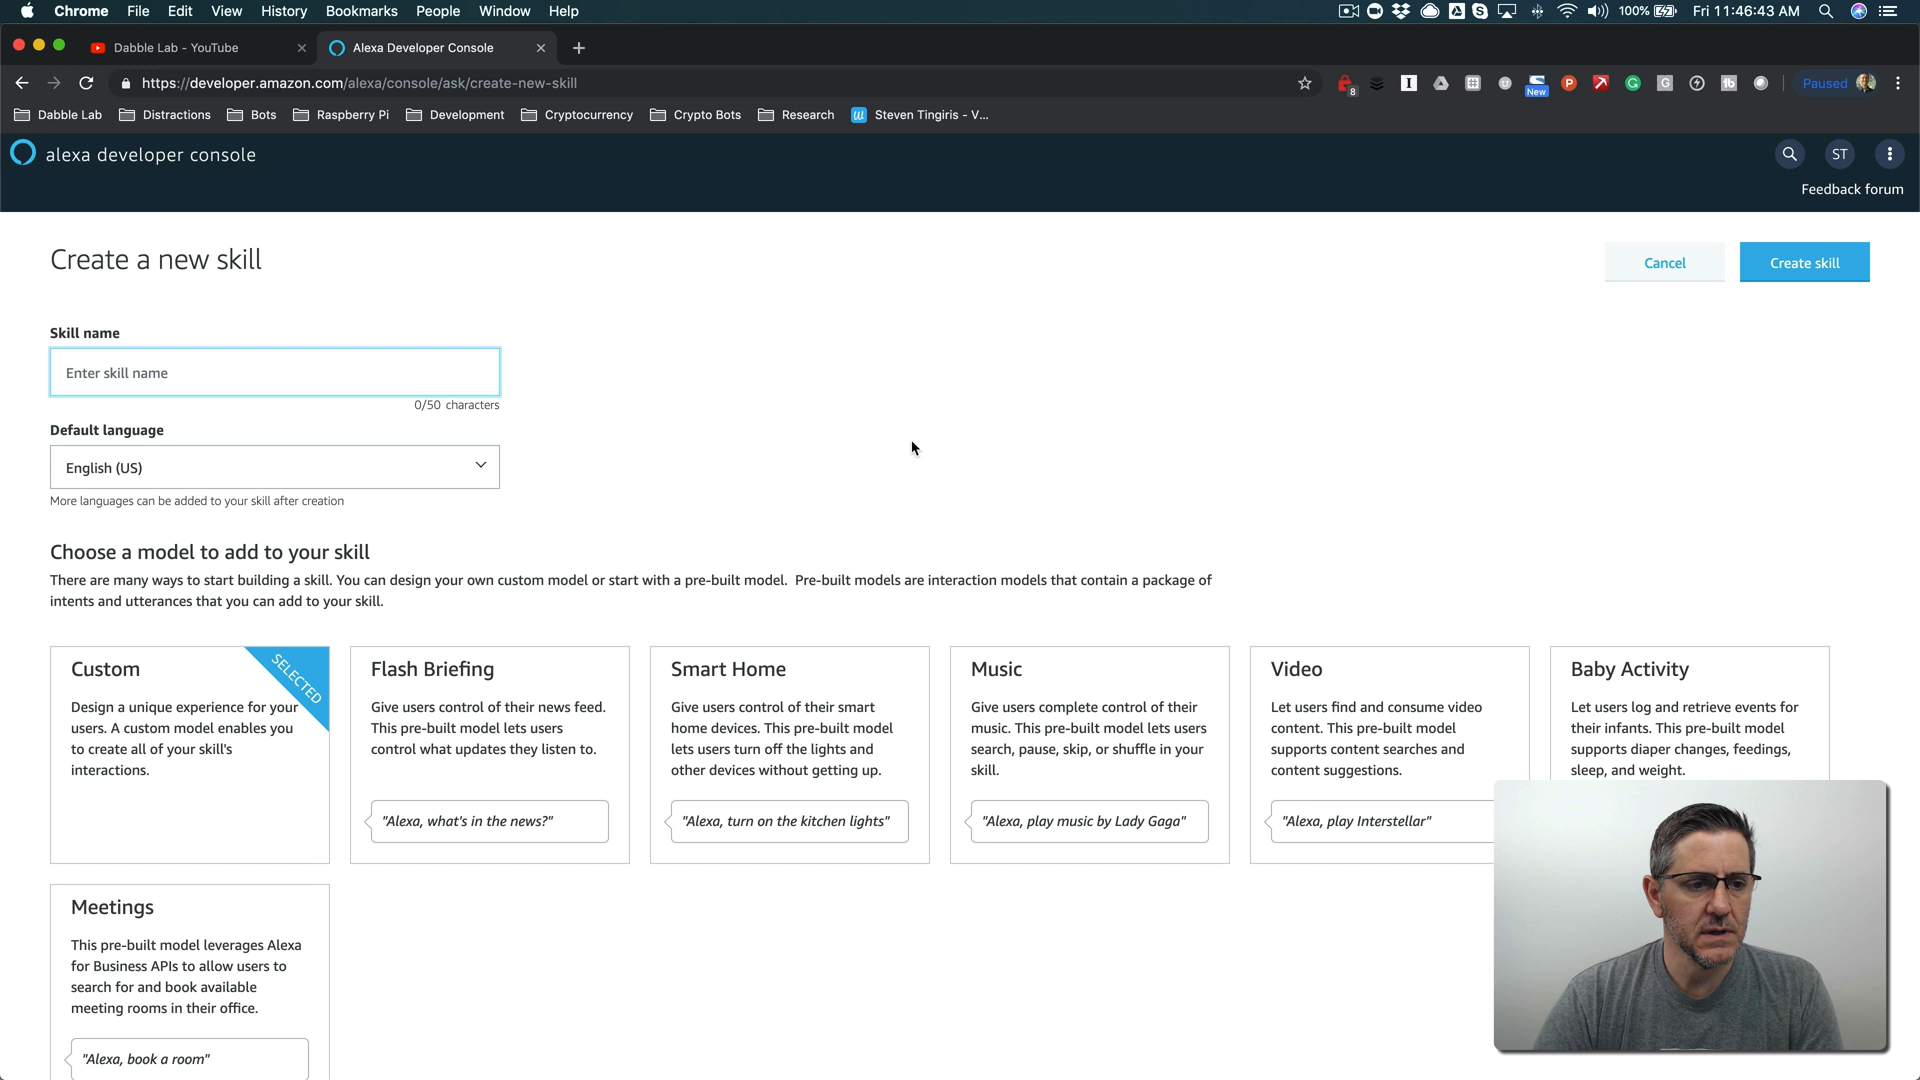 Chrome File Edit View History Bookmarks People Window Help
100% Fri 11:46:43 AM
Dabble Lab - YouTube
Alexa Developer Console
https://developer.amazon.com/alexa/console/ask/create-new-skill
8
New
Paused
Dabble Lab
Distractions
Bots
Raspberry Pi
Development
Cryptocurrency
Crypto Bots
Research
Steven Tingiris - V...
alexa developer console
ST
Feedback forum
Create a new skill
Cancel
Create skill
Skill name
Enter skill name
0/50 characters
Default language
English (US)
More languages can be added to your skill after creation
Choose a model to add to your skill
There are many ways to start building a skill. You can design your own custom model or start with a pre-built model. Pre-built models are interaction models that contain a package of
intents and utterances that you can add to your skill.
Custom
SELECTED
Design a unique experience for your
users. A custom model enables you
to create all of your skill's
interactions.
Flash Briefing
Give users control of their news feed.
This pre-built model lets users
control what updates they listen to.
"Alexa, what's in the news?"
Smart Home
Give users control of their smart
home devices. This pre-built model
lets users turn off the lights and
other devices without getting up.
"Alexa, turn on the kitchen lights"
Music
Give users complete control of their
music. This pre-built model lets users
search, pause, skip, or shuffle in your
skill.
"Alexa, play music by Lady Gaga"
Video
Let users find and consume video
content. This pre-built model
supports content searches and
content suggestions.
"Alexa, play Interstellar"
Baby Activity
Let users log and retrieve events for
their infants. This pre-built model
supports diaper changes, feedings,
sleep, and weight.
Meetings
This pre-built model leverages Alexa
for Business APIs to allow users to
search for and book available
meeting rooms in their office.
"Alexa, book a room"